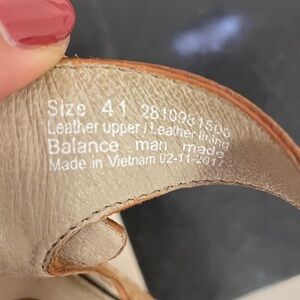 Size 41 2810981500
Leather upper / Leather lining
Balance man made
Made in Vietnam 02-11-2017